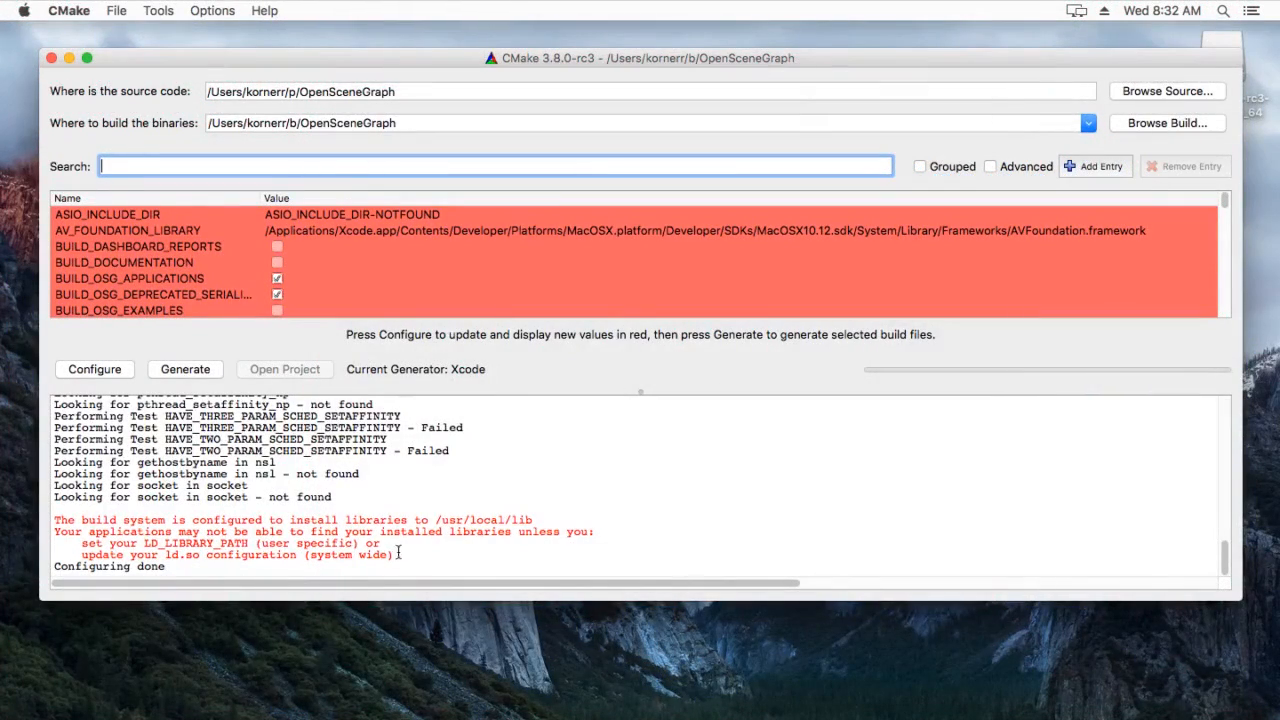 CMake File Tools Options Help Wed 8:32 AM
CMake 3.8.0-rc3 - /Users/kornerr/b/OpenSceneGraph
Where is the source code: /Users/kornerr/p/OpenSceneGraph Browse Source...
-rc3-
_64
Where to build the binaries: /Users/kornerr/b/OpenSceneGraph Browse Build...
Search: Grouped Advanced Add Entry Remove Entry
Name Value
ASIO_INCLUDE_DIR ASIO_INCLUDE_DIR-NOTFOUND
AV_FOUNDATION_LIBRARY /Applications/Xcode.app/Contents/Developer/Platforms/MacOSX.platform/Developer/SDKs/MacOSX10.12.sdk/System/Library/Frameworks/AVFoundation.framework
BUILD_DASHBOARD_REPORTS
BUILD_DOCUMENTATION
BUILD_OSG_APPLICATIONS
BUILD_OSG_DEPRECATED_SERIALI...
BUILD_OSG_EXAMPLES
Press Configure to update and display new values in red, then press Generate to generate selected build files.
Configure Generate Open Project Current Generator: Xcode
Looking for pthread_setaffinity_np
Looking for pthread_setaffinity_np - not found
Performing Test HAVE_THREE_PARAM_SCHED_SETAFFINITY
Performing Test HAVE_THREE_PARAM_SCHED_SETAFFINITY - Failed
Performing Test HAVE_TWO_PARAM_SCHED_SETAFFINITY
Performing Test HAVE_TWO_PARAM_SCHED_SETAFFINITY - Failed
Looking for gethostbyname in nsl
Looking for gethostbyname in nsl - not found
Looking for socket in socket
Looking for socket in socket - not found
The build system is configured to install libraries to /usr/local/lib
Your applications may not be able to find your installed libraries unless you:
set your LD_LIBRARY_PATH (user specific) or
update your ld.so configuration (system wide)
Configuring done